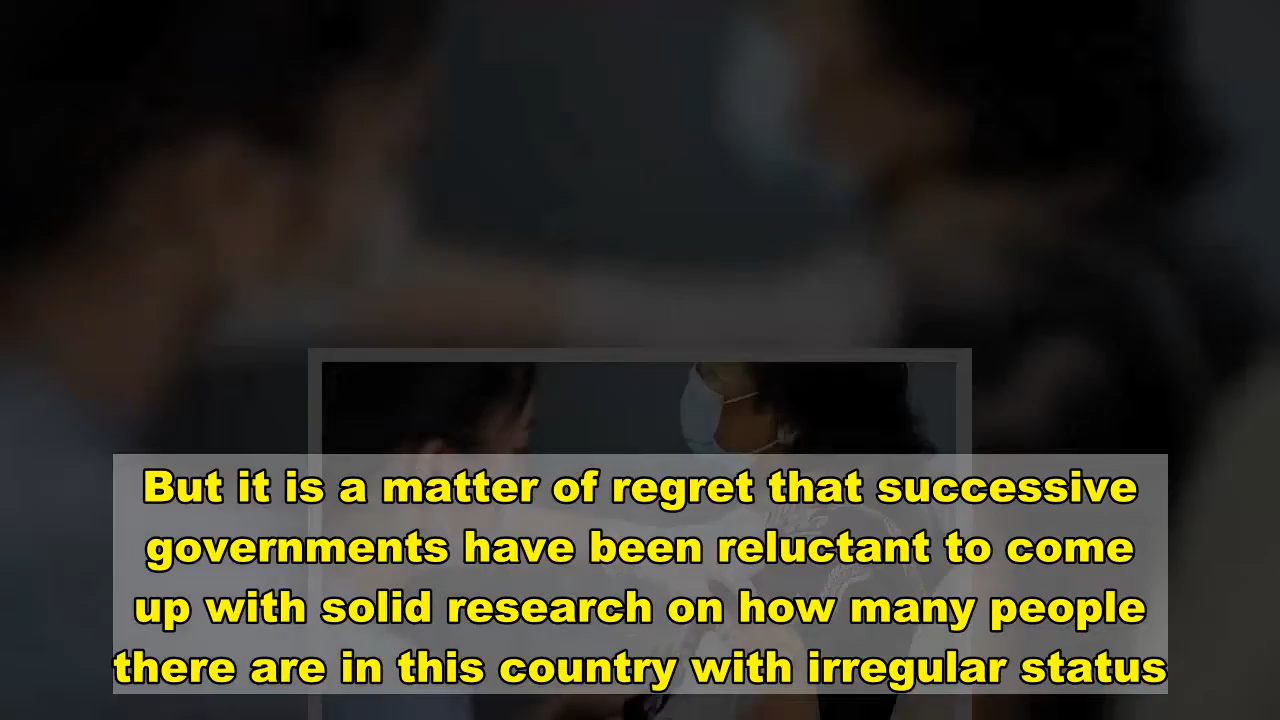 But it is a matter of regret that successive
governments have been reluctant to come
up with solid research on how many people
there are in this country with irregular status